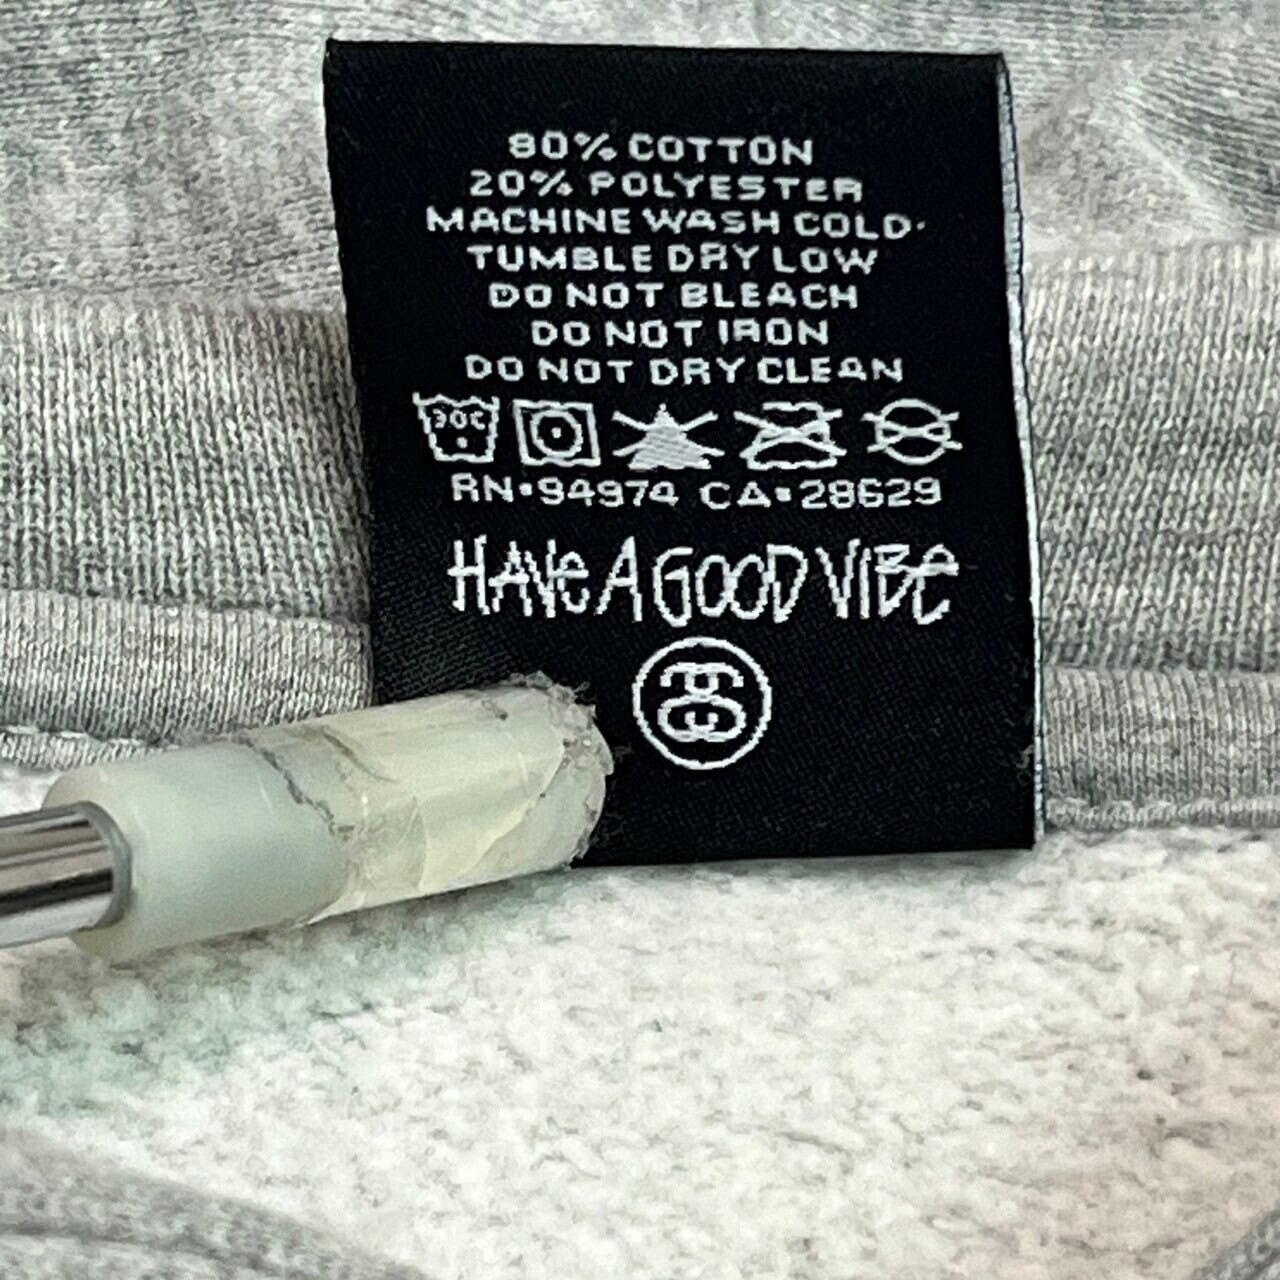 80% COTTON
20% POLYESTER
MACHINE WASH COLD
TUMBLE DRY LOW
DO NOT BLEACH
DO NOT IRON
DO NOT DRY CLEAN
30C
RN•94974 CA•28629
HAVE A GOOD VIBE